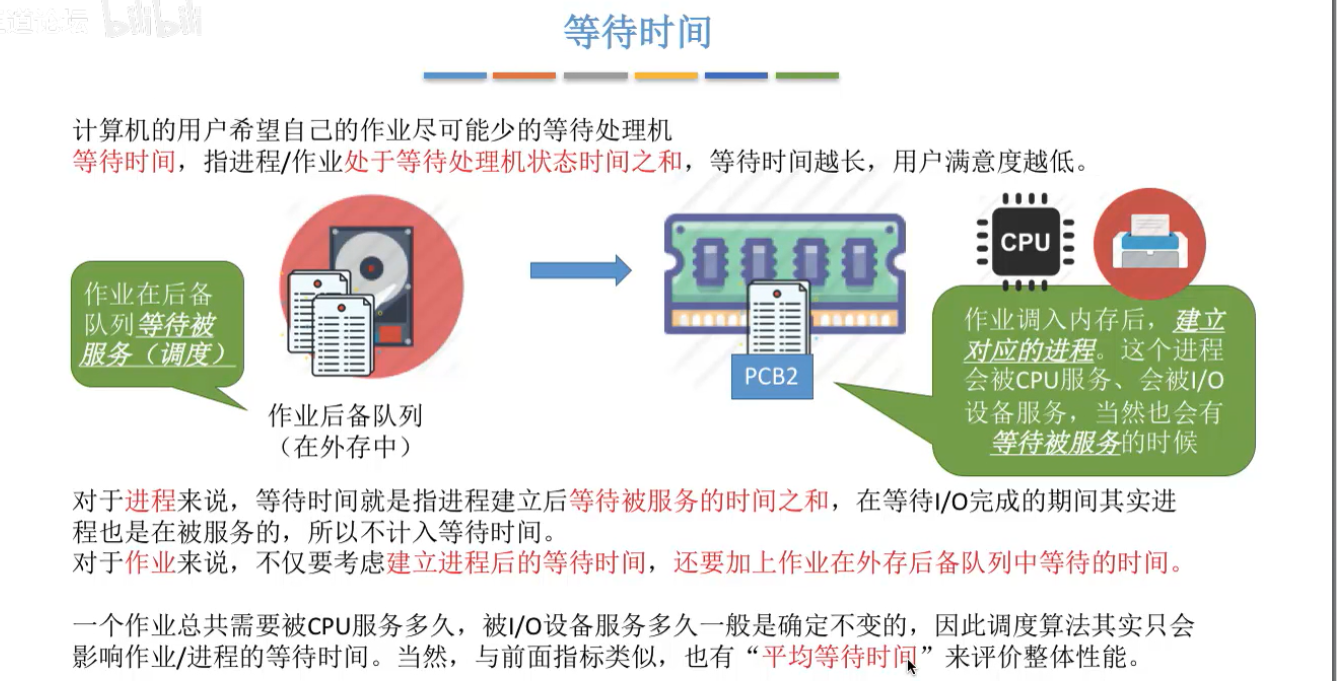 等待时间
计算机的用户希望自己的作业尽可能少的等待处理机
等待时间，指进程/作业处于等待处理机状态时间之和，等待时间越长，用户满意度越低。
作业在后备
队列等待被
服务（调度）
作业后备队列
（在外存中）
PCB2
CPU
作业调入内存后，建立
对应的进程。这个进程
会被CPU服务、会被I/O
设备服务，当然也会有
等待被服务的时候
对于进程来说，等待时间就是指进程建立后等待被服务的时间之和，在等待I/O完成的期间其实进
程也是在被服务的，所以不计入等待时间。
对于作业来说，不仅要考虑建立进程后的等待时间，还要加上作业在外存后备队列中等待的时间。
一个作业总共需要被CPU服务多久，被I/O设备服务多久一般是确定不变的，因此调度算法其实只会
影响作业/进程的等待时间。当然，与前面指标类似，也有“平均等待时间”来评价整体性能。